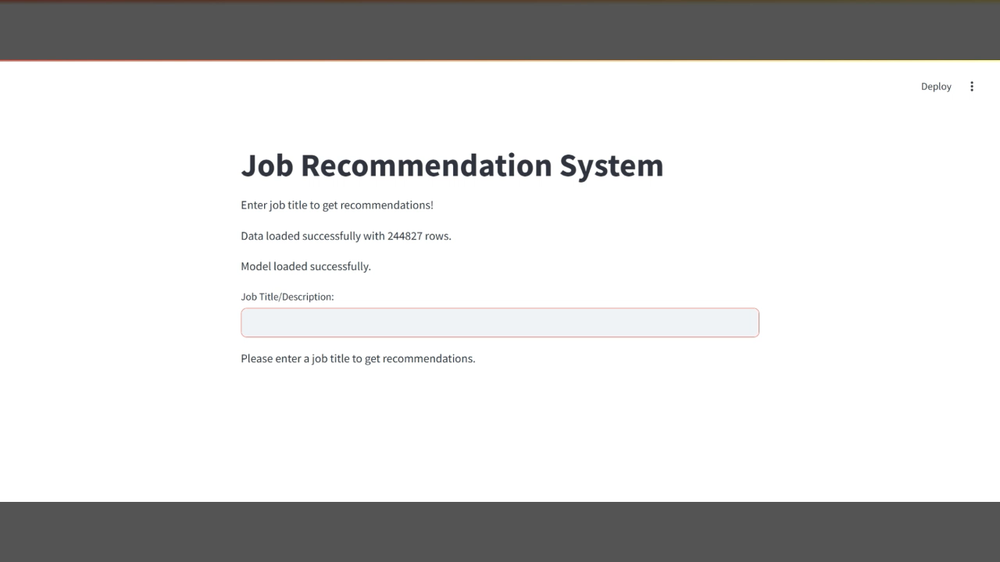 Deploy
Job Recommendation System
Enter job title to get recommendations!
Data loaded successfully with 244827 rows.
Model loaded successfully.
Job Title/Description:
Please enter a job title to get recommendations.